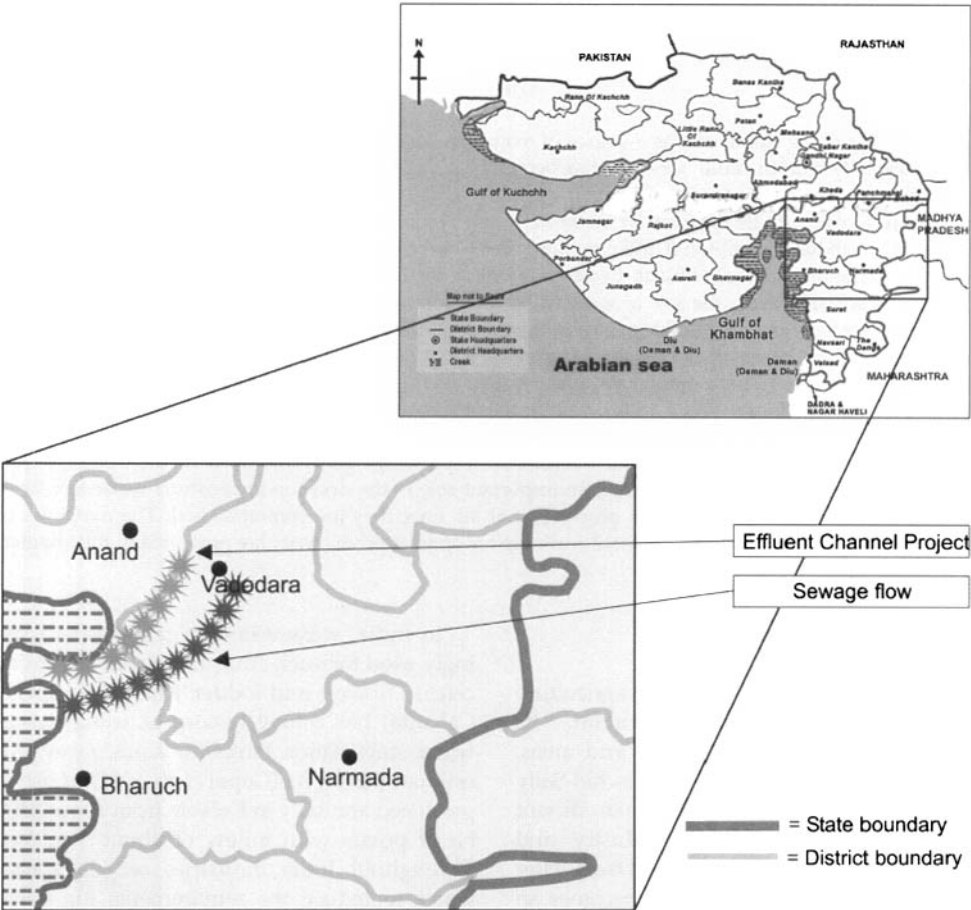 N
PAKISTAN
RAJASTHAN
Banas Kantha
Rann Of Kachchh
Patan
Mehsana
Little Rann
Of
Kachchh
Sabar Kantha
Gandhi Nagar
Kachchh
Gulf of Kuchchh
Ahmedabad
Kheda
Panchmahal
Dahod
Surendranagar
Anand
MADHYA
PRADESH
Jamnagar
Rajkot
Vadodara
Porbandar
Junagadh
Amreli
Bhavnagar
Bharuch
Narmada
Map not to Scale
State Boundary
District Boundary
State Headquarters
District Headquarters
Creek
Surat
Gulf of
Khambhat
Diu
(Daman & Diu)
Navsari
The
Dangs
Valsad
Arabian sea
Daman
(Daman & Diu)
MAHARASHTRA
DADRA &
NAGAR HAVELI
Anand
Vadodara
Effluent Channel Project
Sewage flow
Bharuch
Narmada
= State boundary
= District boundary